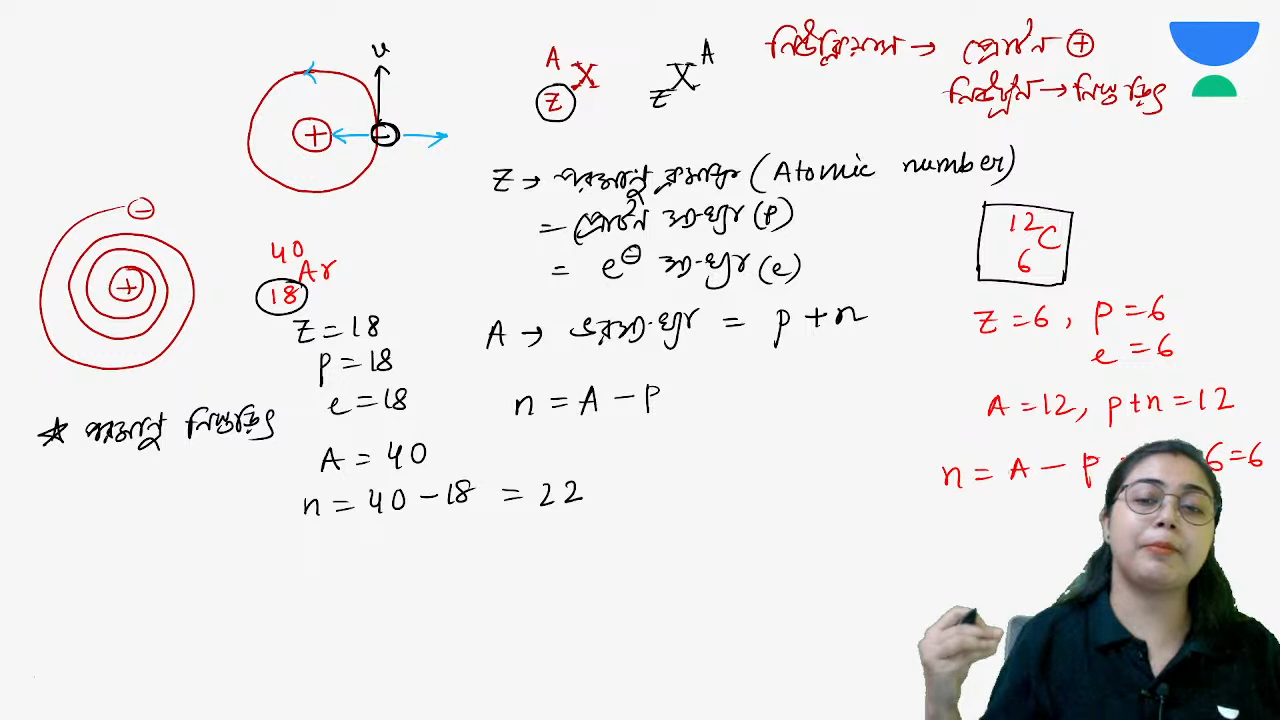 নিউক্লিয়াস → প্রোটন ⊕
নিউট্রন → নিস্তড়িৎ
A
Z X
Z X A
u
+
−
Z → পরমাণু ক্রমাঙ্ক (Atomic number)
= প্রোটন সংখ্যা (p)
= e⊖ সংখ্যা (e)
A → ভরসংখ্যা = p + n
n = A − p
⊖
+
★ পরমাণু নিস্তড়িৎ
40
Ar
18
Z = 18
p = 18
e = 18
A = 40
n = 40 − 18 = 22
12
C
6
Z = 6, p = 6
e = 6
A = 12, p+n = 12
n = A − p 6 = 6